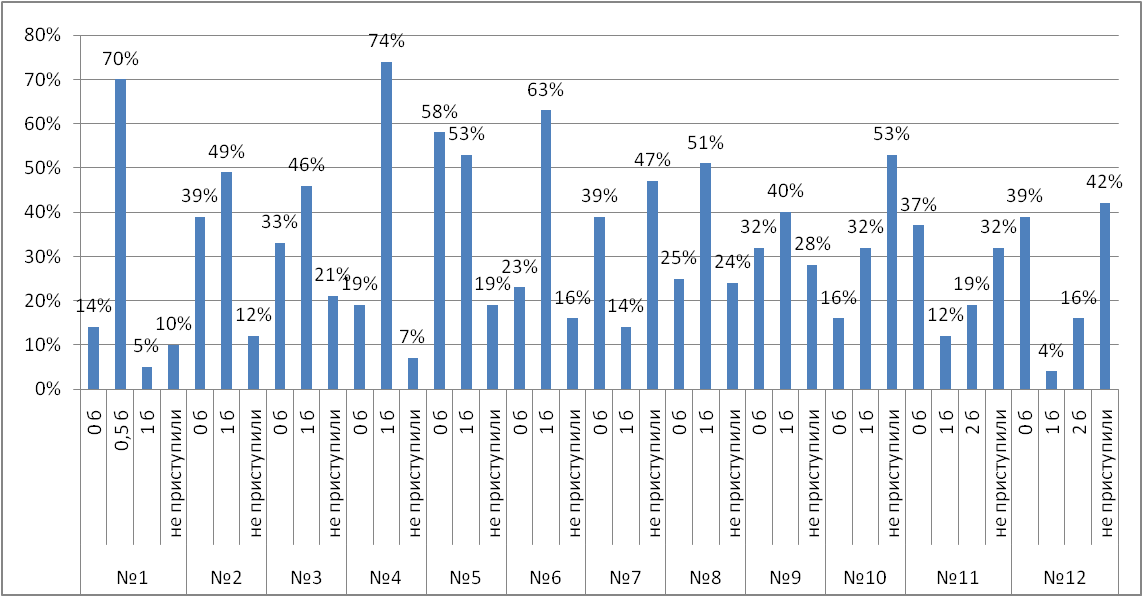 80%
70%
60%
50%
40%
30%
20%
10%
0%
14%
70%
5%
10%
39%
49%
12%
33%
46%
21%
19%
74%
7%
58%
53%
19%
23%
63%
16%
39%
14%
47%
25%
51%
24%
32%
40%
28%
16%
32%
53%
37%
12%
19%
32%
39%
4%
16%
42%
0 б
0,5 б
1 б
не приступили
0 б
1 б
не приступили
0 б
1 б
не приступили
0 б
1 б
не приступили
0 б
1 б
не приступили
0 б
1 б
не приступили
0 б
1 б
не приступили
0 б
1 б
не приступили
0 б
1 б
не приступили
0 б
1 б
не приступили
0 б
1 б
2 б
не приступили
0 б
1 б
2 б
не приступили
№1
№2
№3
№4
№5
№6
№7
№8
№9
№10
№11
№12